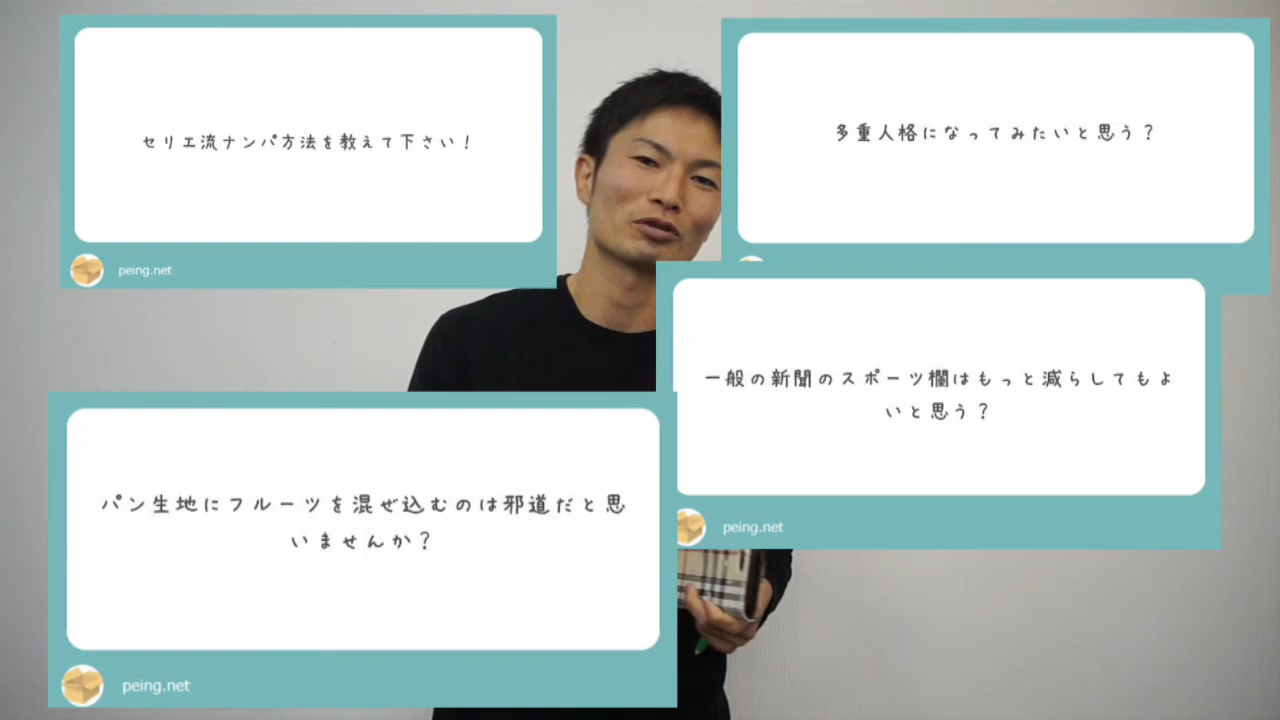 セリエ流ナンパ方法を教えて下さい！
peing.net
多重人格になってみたいと思う？
一般の新聞のスポーツ欄はもっと減らしてもよ
いと思う？
peing.net
パン生地にフルーツを混ぜ込むのは邪道だと思
いませんか？
peing.net